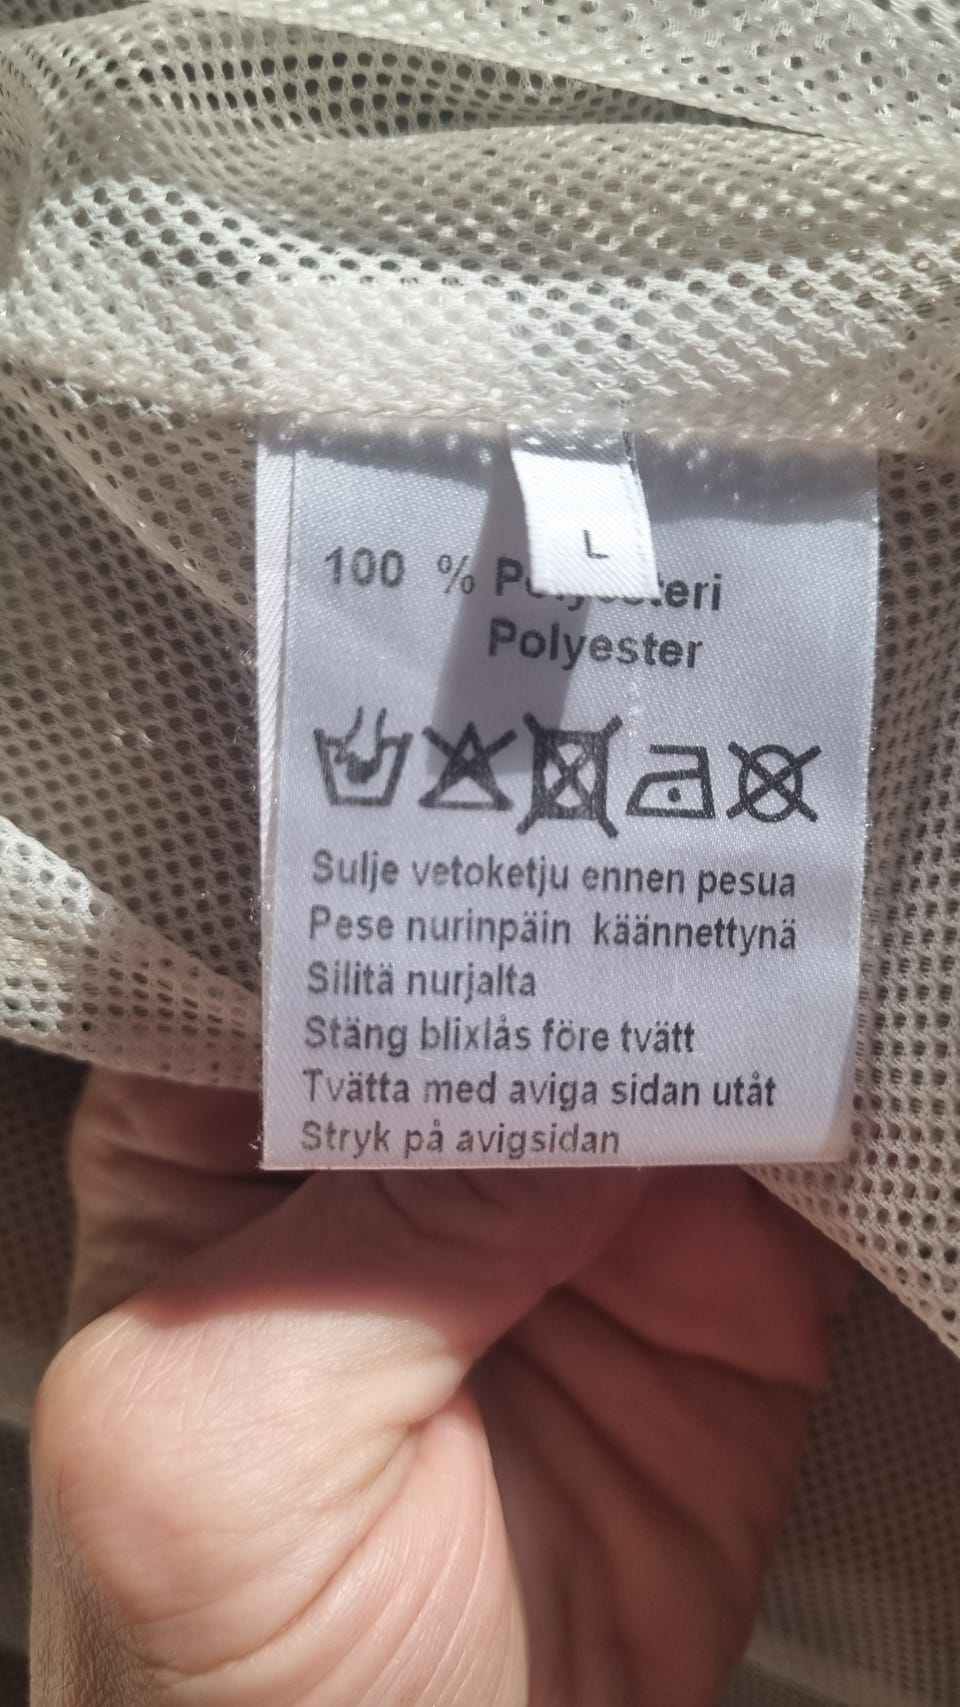 L
100 % Polyesteri
Polyester
Sulje vetoketju ennen pesua
Pese nurinpäin käännettynä
Silitä nurjalta
Stäng blixlås före tvätt
Tvätta med aviga sidan utåt
Stryk på avigsidan